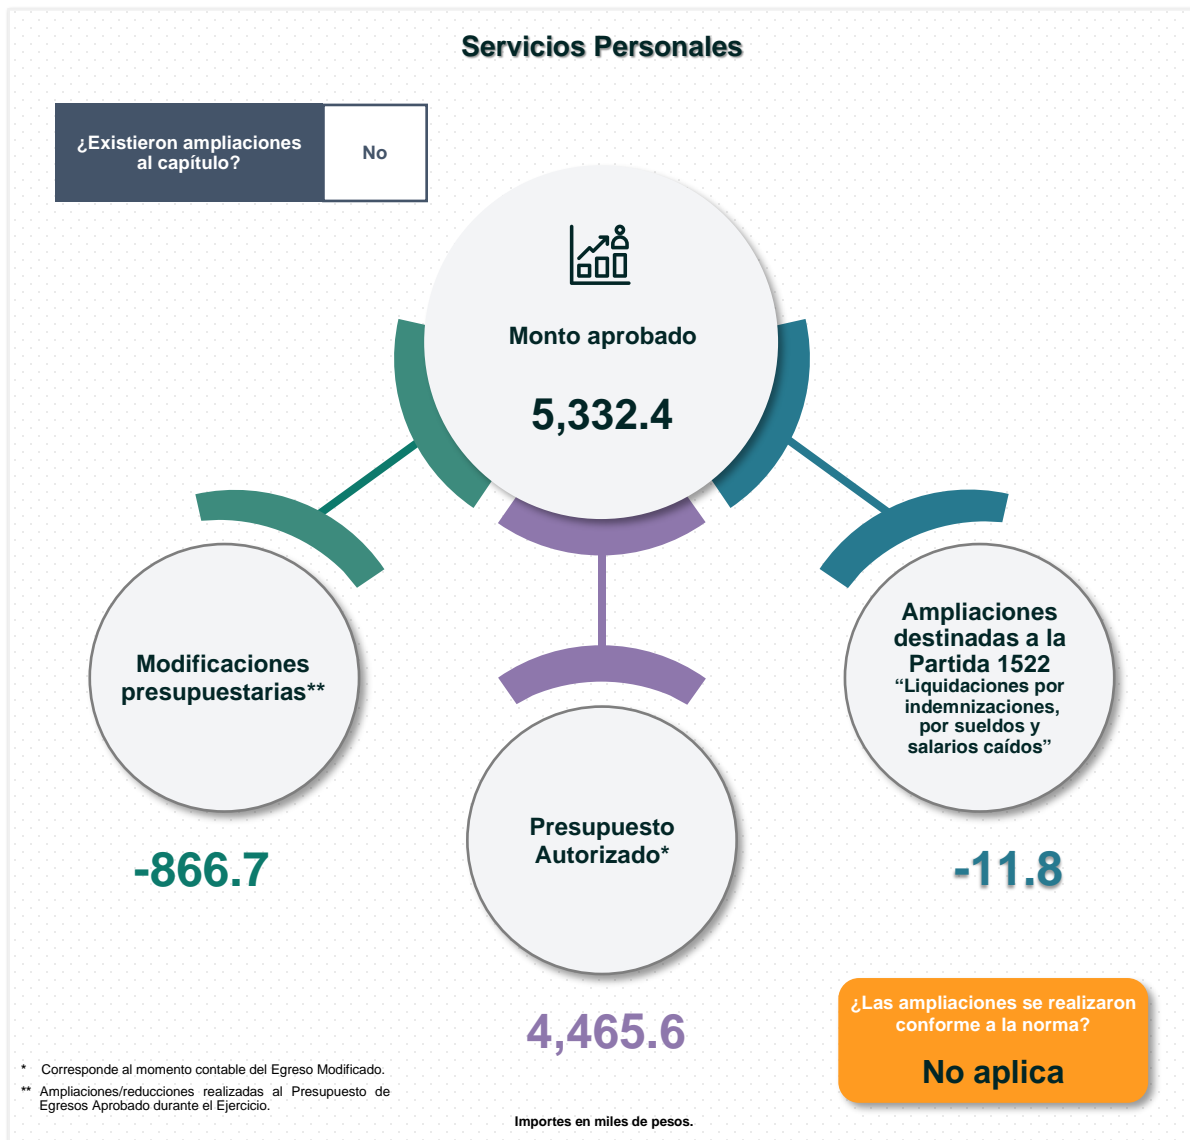 Servicios Personales
¿Existieron ampliaciones
al capítulo?
No
Monto aprobado
5,332.4
Modificaciones
presupuestarias**
-866.7
Presupuesto
Autorizado*
4,465.6
Ampliaciones
destinadas a la
Partida 1522
“Liquidaciones por
indemnizaciones,
por sueldos y
salarios caídos”
-11.8
¿Las ampliaciones se realizaron
conforme a la norma?
No aplica
* Corresponde al momento contable del Egreso Modificado.
** Ampliaciones/reducciones realizadas al Presupuesto de
Egresos Aprobado durante el Ejercicio.
Importes en miles de pesos.